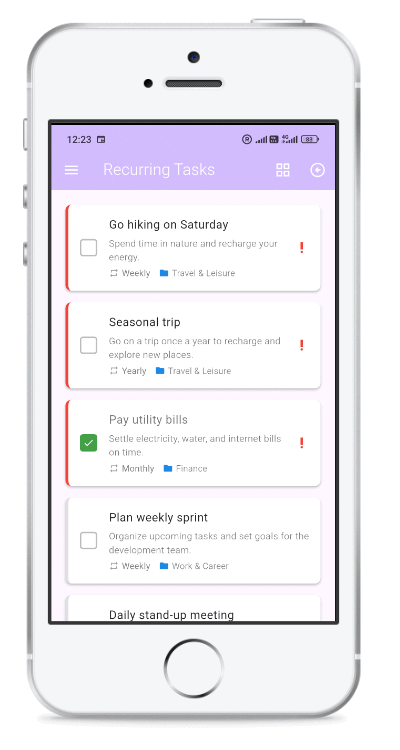 12:23
4G
83
Recurring Tasks
Go hiking on Saturday
Spend time in nature and recharge your
energy.
Weekly Travel & Leisure
Seasonal trip
Go on a trip once a year to recharge and
explore new places.
Yearly Travel & Leisure
Pay utility bills
Settle electricity, water, and internet bills
on time.
Monthly Finance
Plan weekly sprint
Organize upcoming tasks and set goals for the
development team.
Weekly Work & Career
Daily stand-up meeting